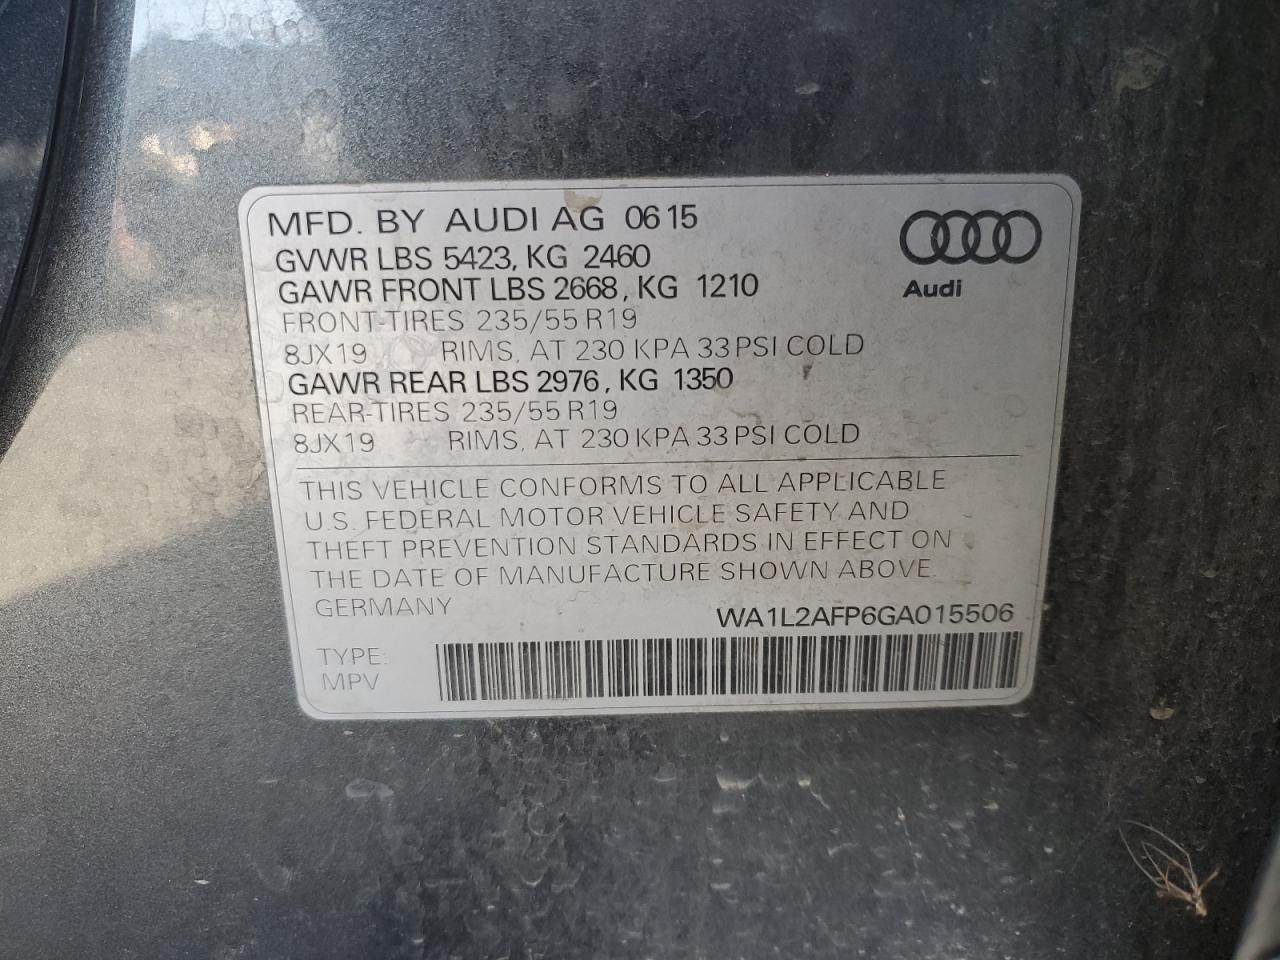 MFD. BY AUDI AG 06 15
GVWR LBS 5423, KG 2460
GAWR FRONT LBS 2668, KG 1210
Audi
FRONT-TIRES 235/55 R19
8JX19 RIMS, AT 230 KPA 33 PSI COLD
GAWR REAR LBS 2976, KG 1350
REAR-TIRES 235/55 R19
8JX19 RIMS, AT 230 KPA 33 PSI COLD
THIS VEHICLE CONFORMS TO ALL APPLICABLE
U.S. FEDERAL MOTOR VEHICLE SAFETY AND
THEFT PREVENTION STANDARDS IN EFFECT ON
THE DATE OF MANUFACTURE SHOWN ABOVE.
GERMANY
WA1L2AFP6GA015506
TYPE:
MPV